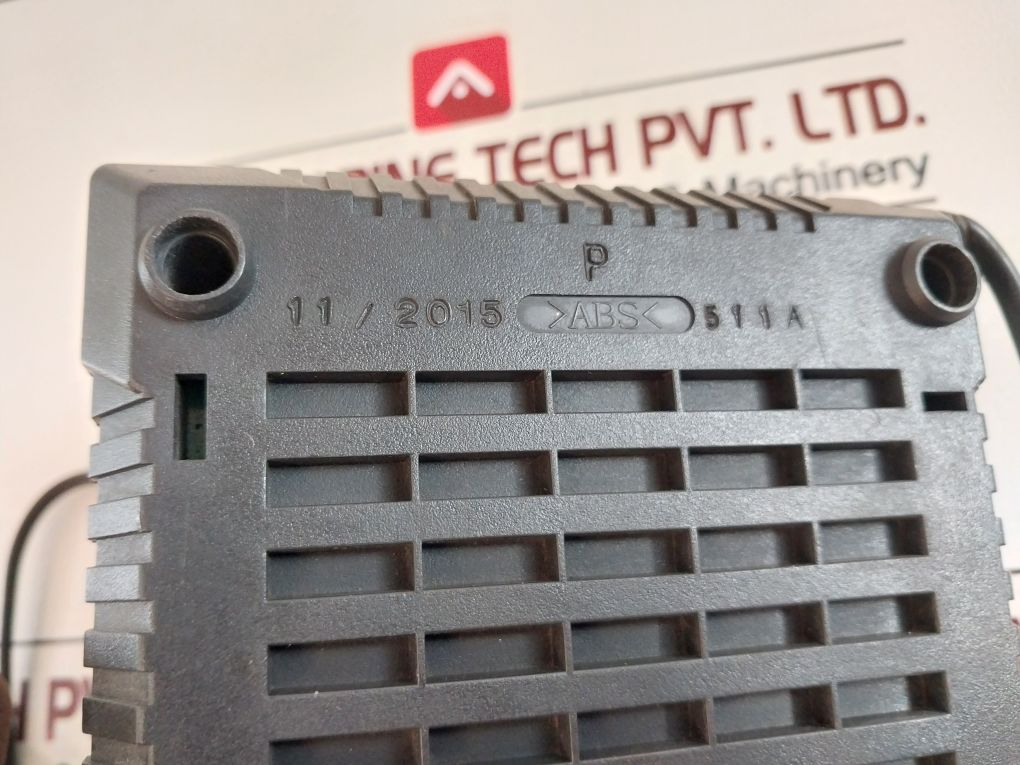 TECH PVT. LTD.
Machinery
P
11 / 2015 >ABS< 511A